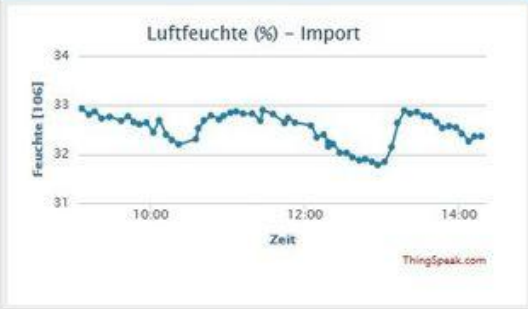 Luftfeuchte (%) – Import
34
33
32
31
Feuchte [106]
10:00 12:00 14:00
Zeit
ThingSpeak.com